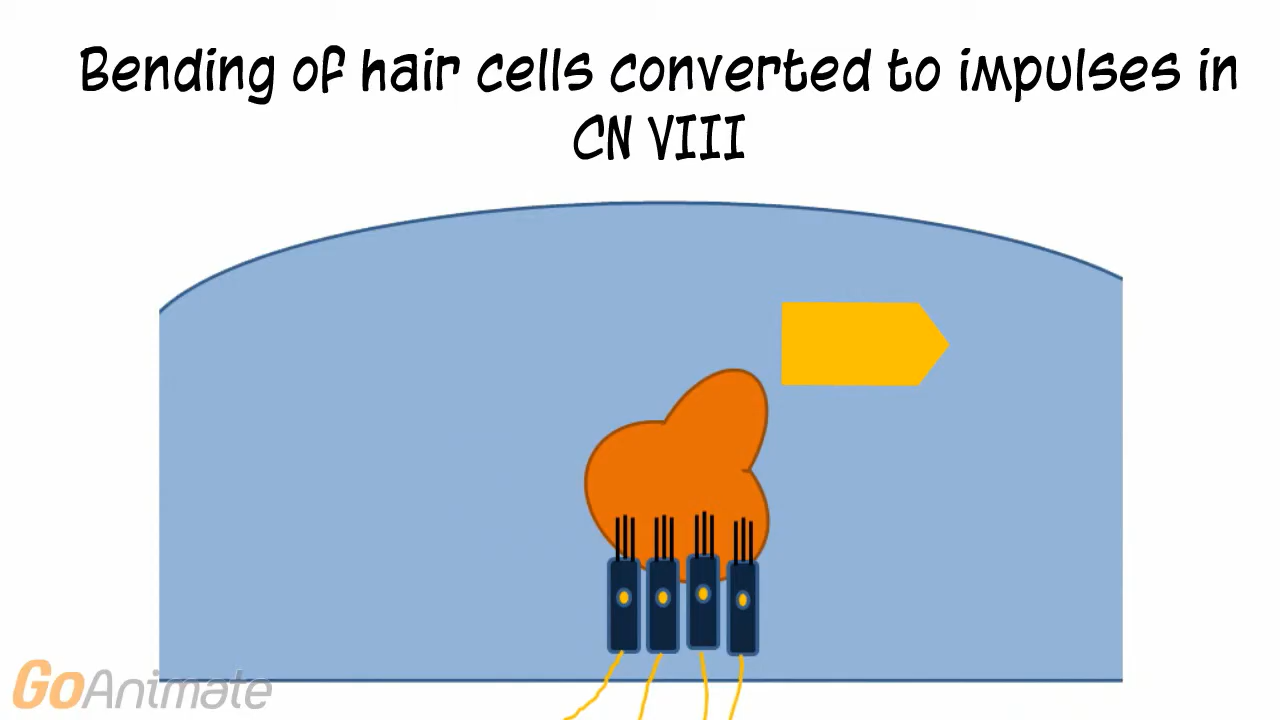 Bending of hair cells converted to impulses in
CN VIII
GoAnimate